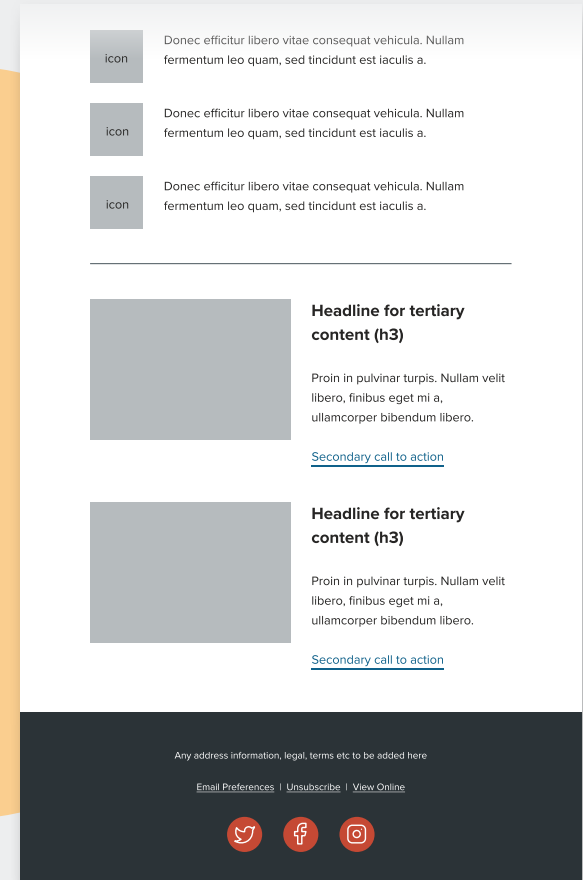 icon
Donec efficitur libero vitae consequat vehicula. Nullam
fermentum leo quam, sed tincidunt est iaculis a.
icon
Donec efficitur libero vitae consequat vehicula. Nullam
fermentum leo quam, sed tincidunt est iaculis a.
icon
Donec efficitur libero vitae consequat vehicula. Nullam
fermentum leo quam, sed tincidunt est iaculis a.
Headline for tertiary
content (h3)
Proin in pulvinar turpis. Nullam velit
libero, finibus eget mi a,
ullamcorper bibendum libero.
Secondary call to action
Headline for tertiary
content (h3)
Proin in pulvinar turpis. Nullam velit
libero, finibus eget mi a,
ullamcorper bibendum libero.
Secondary call to action
Any address information, legal, terms etc to be added here
Email Preferences | Unsubscribe | View Online